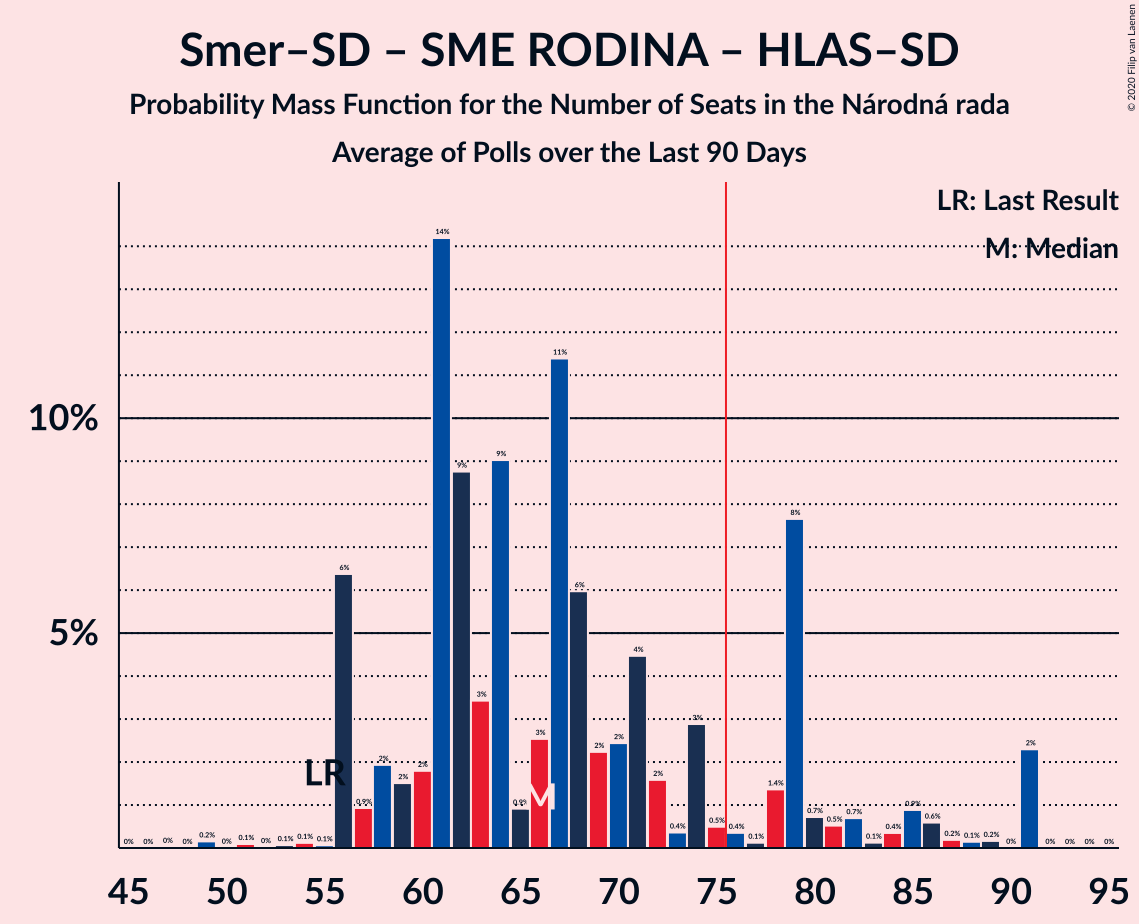 Smer–SD – SME RODINA – HLAS–SD
Probability Mass Function for the Number of Seats in the Národná rada
Average of Polls over the Last 90 Days
© 2020 Filip van Laenen
LR: Last Result
M: Median
10%
5%
0% 0% 0% 0% 0.2% 0% 0.1% 0% 0.1% 0.1% 0.1% 6% 0.9% 2% 2% 2% 14% 9% 3% 9% 0.9% 3% 11% 6% 2% 2% 4% 2% 0.4% 3% 0.5% 0.4% 0.1% 1.4% 8% 0.7% 0.5% 0.7% 0.1% 0.4% 0.9% 0.6% 0.2% 0.1% 0.2% 0% 2% 0% 0% 0% 0%
LR
M
45 50 55 60 65 70 75 80 85 90 95